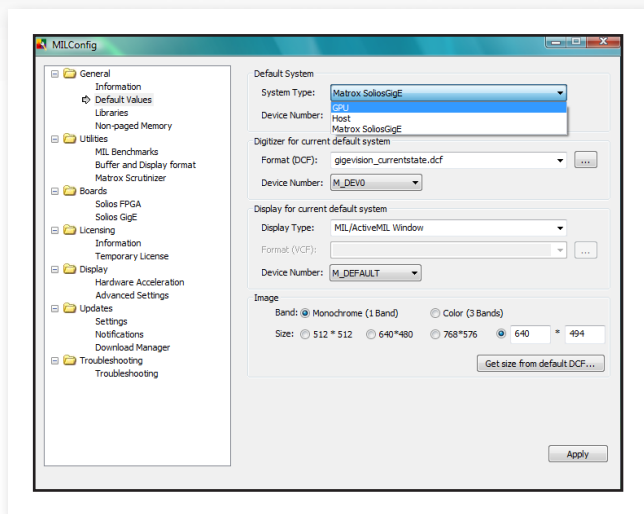 MILConfig
General
Information
Default Values
Libraries
Non-paged Memory
Utilities
MIL Benchmarks
Buffer and Display format
Matrox Scrutinizer
Boards
Solios FPGA
Solios GigE
Licensing
Information
Temporary License
Display
Hardware Acceleration
Advanced Settings
Updates
Settings
Notifications
Download Manager
Troubleshooting
Troubleshooting
Default System
System Type: Matrox SoliosGigE
GPU
Host
Matrox SoliosGigE
Device Number:
Digitizer for current default system
Format (DCF): gigevision_currentstate.dcf ...
Device Number: M_DEV0
Display for current default system
Display Type: MIL/ActiveMIL Window
Format (VCF): ...
Device Number: M_DEFAULT
Image
Band: Monochrome (1 Band) Color (3 Bands)
Size: 512 * 512 640*480 768*576 640 * 494
Get size from default DCF...
Apply